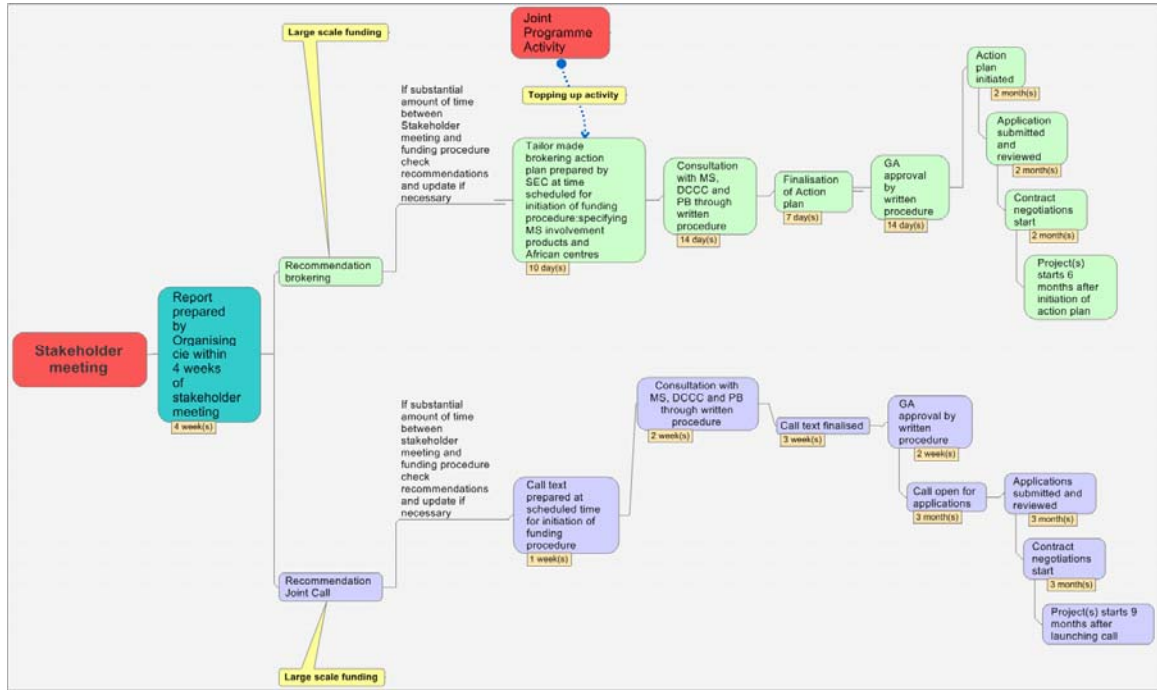 Large scale funding
Joint
Programme
Activity
Topping up activity
If substantial
amount of time
between
Stakeholder
meeting and
funding procedure
check
recommendations
and update if
necessary
Tailor made
brokering action
plan prepared by
SEC at time
scheduled for
initiation of funding
procedure:specifying
MS involvement
products and
African centres
10 day(s)
Consultation
with MS,
DCCC and
PB through
written
procedure
14 day(s)
Finalisation
of Action
plan
7 day(s)
GA
approval
by
written
procedure
14 day(s)
Action
plan
initiated
2 month(s)
Application
submitted
and
reviewed
2 month(s)
Contract
negotiations
start
2 month(s)
Project(s)
starts 6
months after
initiation of
action plan
Recommendation
brokering
Stakeholder
meeting
Report
prepared
by
Organising
cie within
4 weeks
of
stakeholder
meeting
4 week(s)
If substantial
amount of time
between
stakeholder
meeting and
funding procedure
check
recommendations
and update if
necessary
Call text
prepared at
scheduled time
for initiation of
funding
procedure
1 week(s)
Consultation with
MS, DCCC and PB
through written
procedure
2 week(s)
Call text finalised
3 week(s)
GA
approval by
written
procedure
2 week(s)
Call open for
applications
3 month(s)
Applications
submitted and
reviewed
3 month(s)
Contract
negotiations
start
3 month(s)
Project(s) starts 9
months after
launching call
Recommendation
Joint Call
Large scale funding